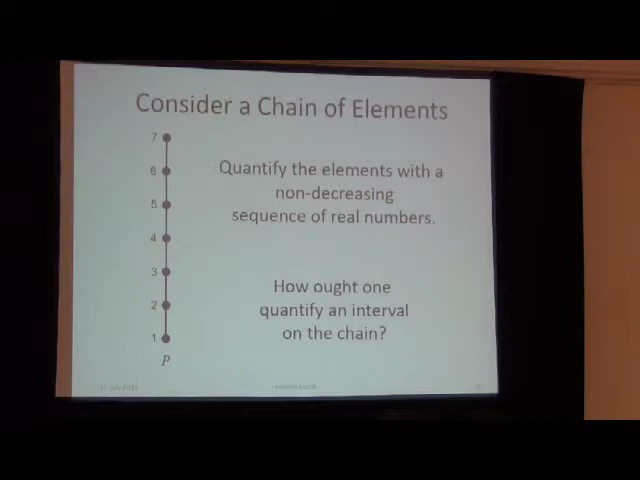 Consider a Chain of Elements
7
6
5
4
3
2
1
P
Quantify the elements with a
non-decreasing
sequence of real numbers.
How ought one
quantify an interval
on the chain?